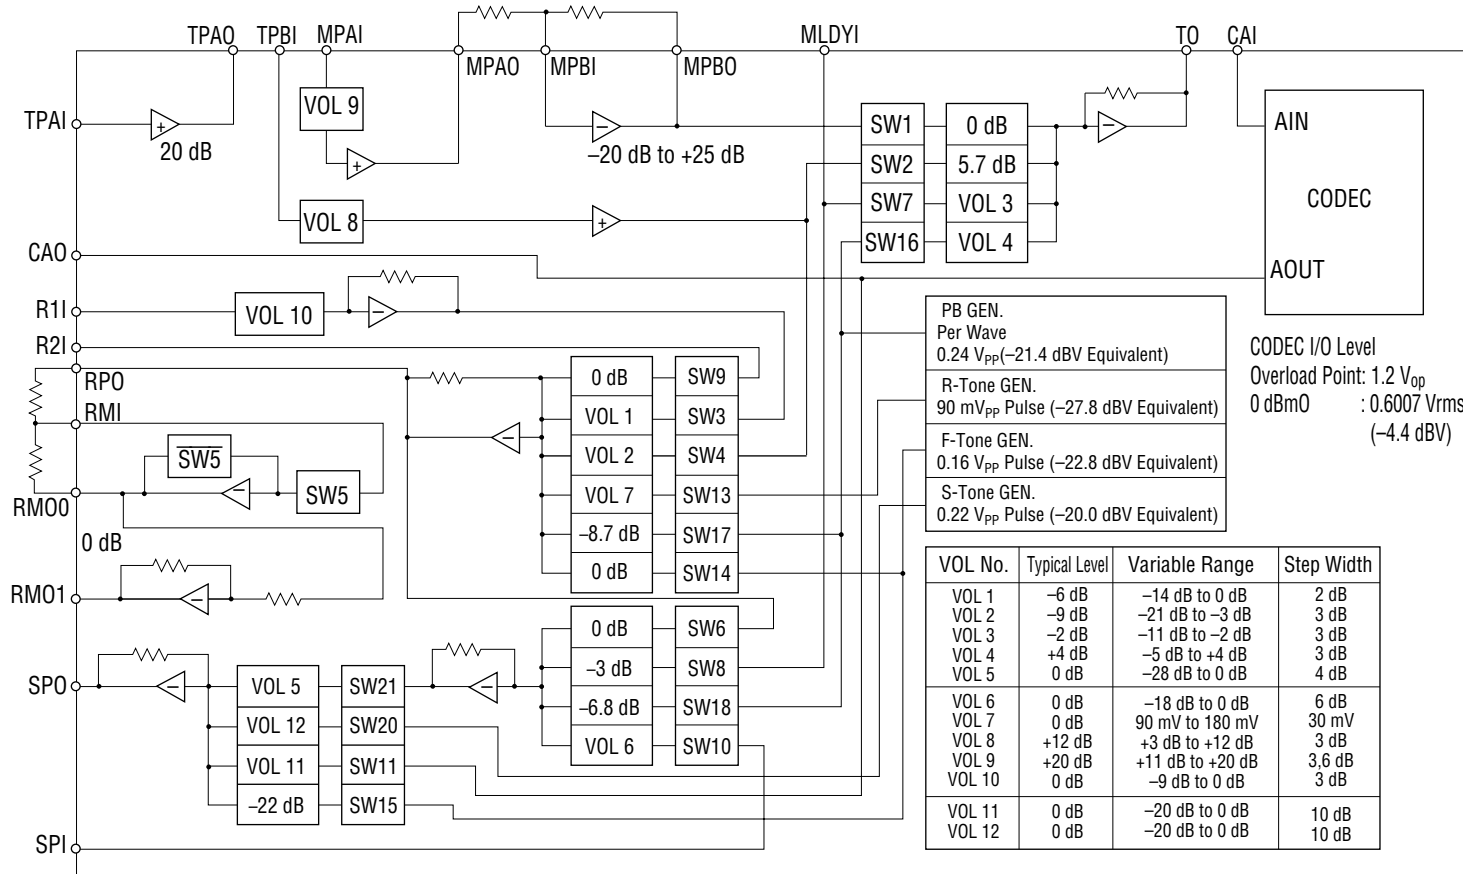 TPAO TPBI MPAI MLDYI TO CAI
MPAO MPBI MPBO
TPAI
20 dB
VOL 9
–20 dB to +25 dB
VOL 8
SW1 0 dB
SW2 5.7 dB
SW7 VOL 3
SW16 VOL 4
AIN
CODEC
AOUT
CAO
R1I
VOL 10
R2I
RPO
RMI
SW5
SW5
RMO0
0 dB
RMO1
0 dB SW9
VOL 1 SW3
VOL 2 SW4
VOL 7 SW13
–8.7 dB SW17
0 dB SW14
PB GEN.
Per Wave
0.24 VPP(–21.4 dBV Equivalent)
R-Tone GEN.
90 mVPP Pulse (–27.8 dBV Equivalent)
F-Tone GEN.
0.16 VPP Pulse (–22.8 dBV Equivalent)
S-Tone GEN.
0.22 VPP Pulse (–20.0 dBV Equivalent)
CODEC I/O Level
Overload Point: 1.2 Vop
0 dBmO : 0.6007 Vrms
(–4.4 dBV)
0 dB SW6
–3 dB SW8
–6.8 dB SW18
VOL 6 SW10
SPO
VOL 5 SW21
VOL 12 SW20
VOL 11 SW11
–22 dB SW15
SPI
VOL No. Typical Level Variable Range Step Width
VOL 1 –6 dB –14 dB to 0 dB 2 dB
VOL 2 –9 dB –21 dB to –3 dB 3 dB
VOL 3 –2 dB –11 dB to –2 dB 3 dB
VOL 4 +4 dB –5 dB to +4 dB 3 dB
VOL 5 0 dB –28 dB to 0 dB 4 dB
VOL 6 0 dB –18 dB to 0 dB 6 dB
VOL 7 0 dB 90 mV to 180 mV 30 mV
VOL 8 +12 dB +3 dB to +12 dB 3 dB
VOL 9 +20 dB +11 dB to +20 dB 3,6 dB
VOL 10 0 dB –9 dB to 0 dB 3 dB
VOL 11 0 dB –20 dB to 0 dB 10 dB
VOL 12 0 dB –20 dB to 0 dB 10 dB